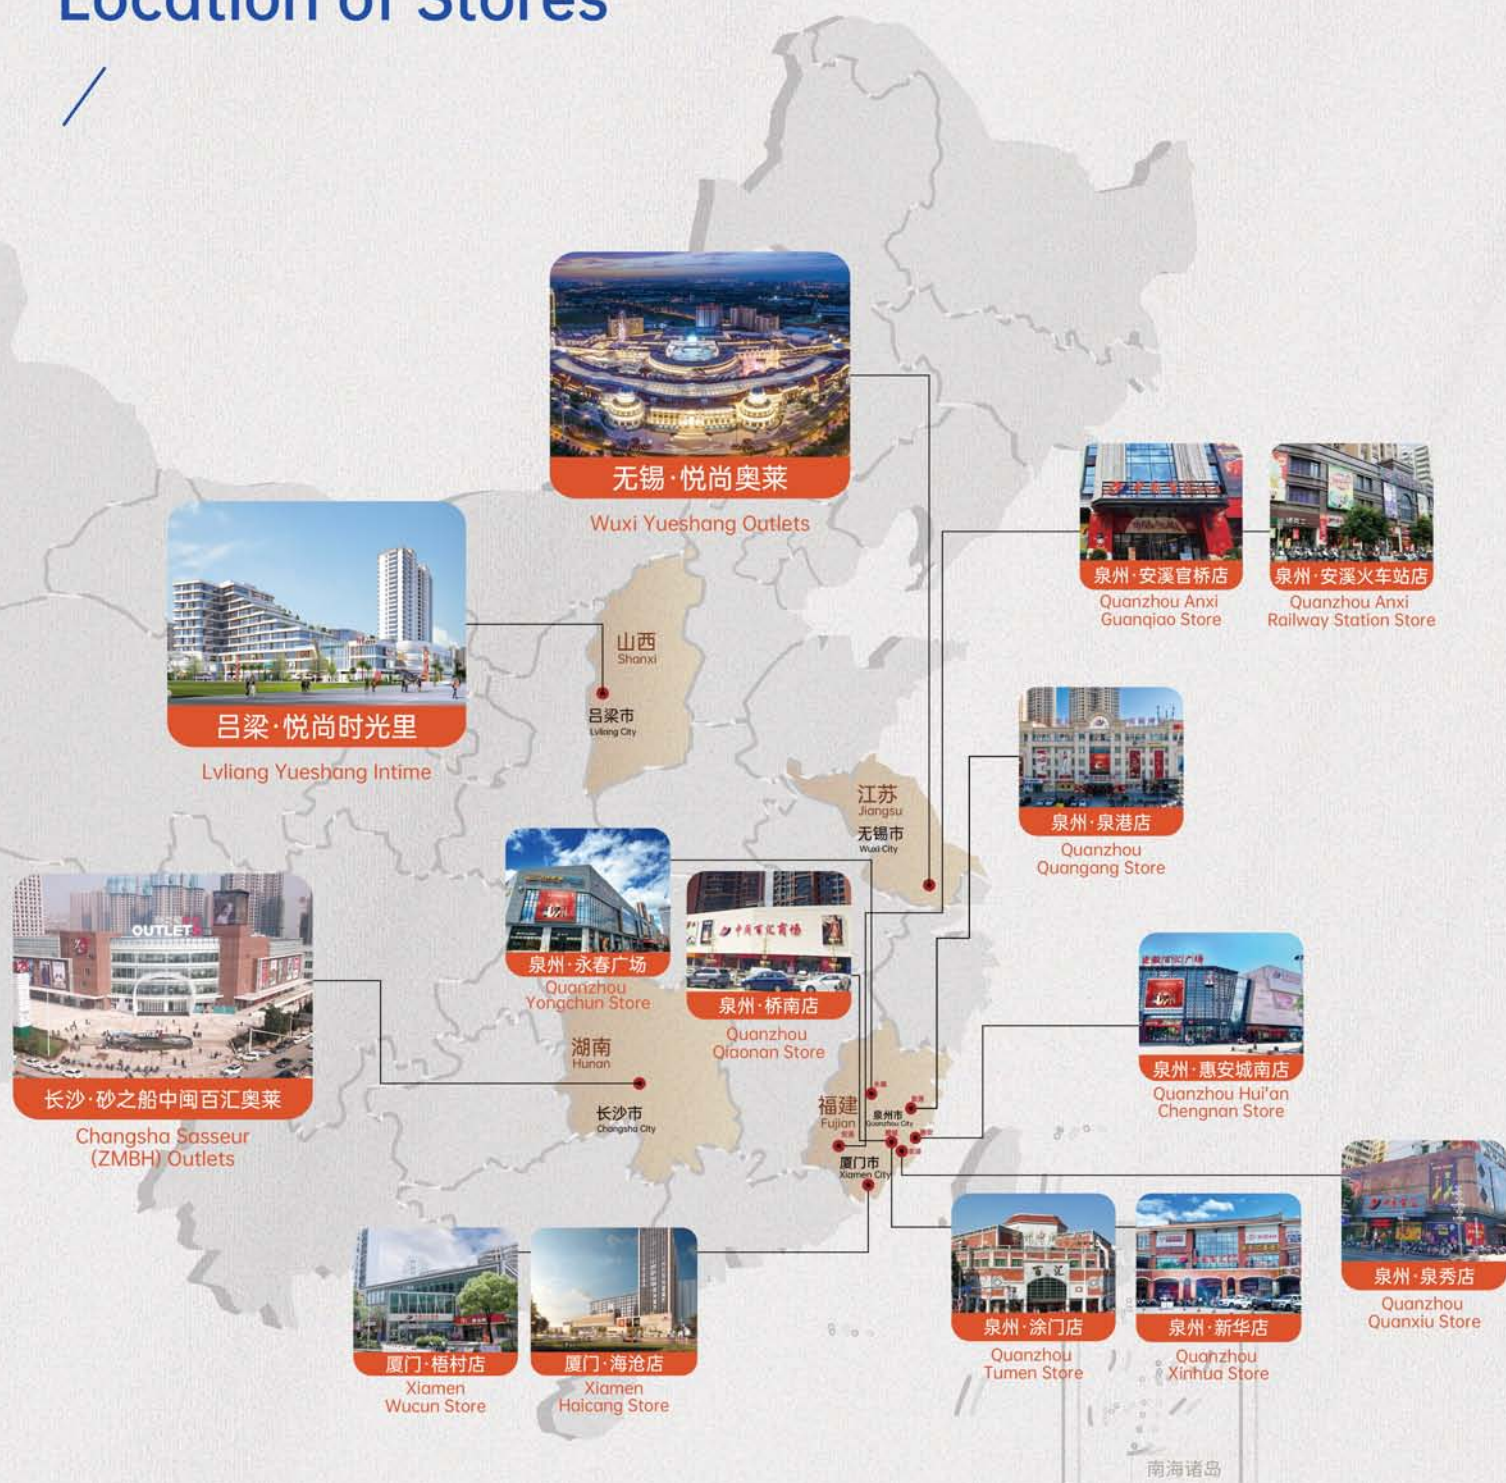 Location of Stores
无锡·悦尚奥莱
Wuxi Yueshang Outlets
泉州·安溪官桥店
Quanzhou Anxi
Guanqiao Store
泉州·安溪火车站店
Quanzhou Anxi
Railway Station Store
吕梁·悦尚时光里
Lvliang Yueshang Intime
山西
Shanxi
吕梁市
Lvliang City
泉州·泉港店
Quanzhou
Quangang Store
江苏
Jiangsu
无锡市
Wuxi City
OUTLETS
长沙·砂之船中闽百汇奥莱
Changsha Sasseur
(ZMBH) Outlets
泉州·永春广场
Quanzhou
Yongchun Store
中闽百汇商场
泉州·桥南店
Quanzhou
Qiaonan Store
泉州·惠安城南店
Quanzhou Hui'an
Chengnan Store
湖南
Hunan
长沙市
Changsha City
福建
Fujian
泉州市
Quanzhou City
厦门市
Xiamen City
厦门·梧村店
Xiamen
Wucun Store
厦门·海沧店
Xiamen
Haicang Store
百汇
泉州·涂门店
Quanzhou
Tumen Store
泉州·新华店
Quanzhou
Xinhua Store
泉州·泉秀店
Quanzhou
Quanxiu Store
南海诸岛